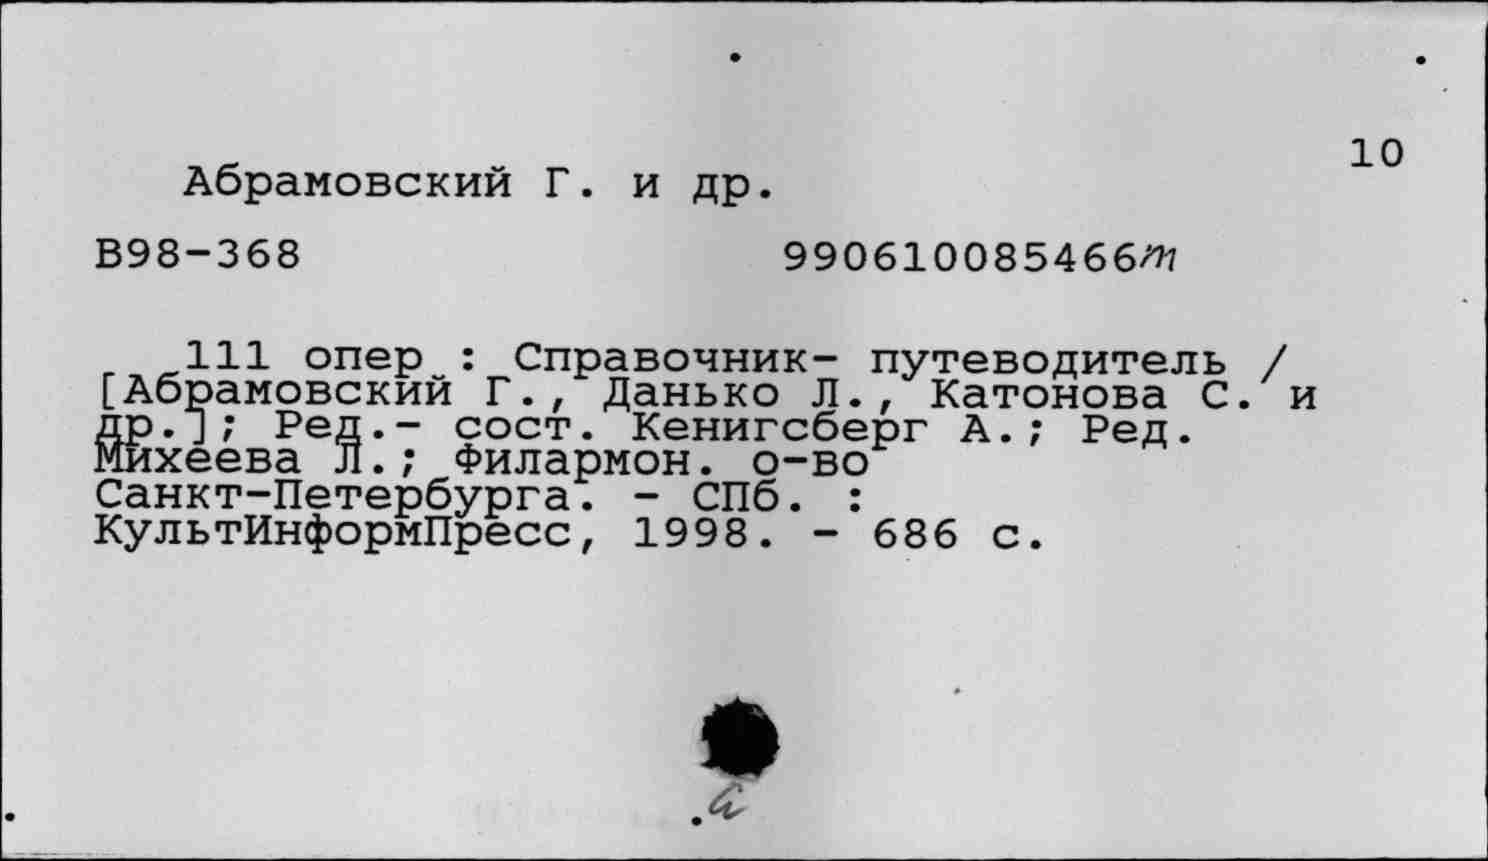 10
Абрамовский Г. и др.
В98-368 990610085466m
111 опер : Справочник- путеводитель /
[Абрамовский Г., Данько Л., Катонова С. и
др.]; Ред.- сост. Кенигсберг А.; Ред.
Михеева Л.; Филармон. о-во
Санкт-Петербурга. - СПб. :
КультИнформПресс, 1998. - 686 с.